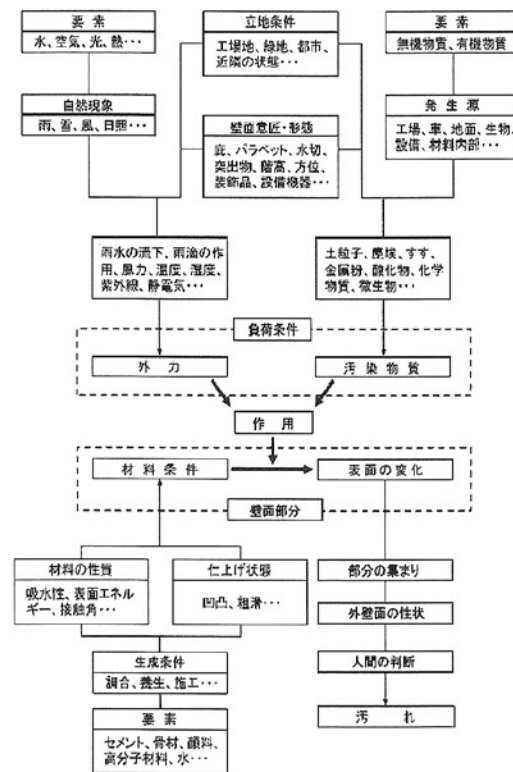 要素
水、空気、光、熱・・・
立地条件
工場地、緑地、都市、
近隣の状態・・・
要素
無機物質、有機物質
自然現象
雨、雪、風、日照・・・
壁面意匠・形態
庇、パラペット、水切、
突出物、階高、方位、
装飾品、設備機器・・・
発生源
工場、車、地面、生物、
設備、材料内部・・・
雨水の流下、雨滴の作
用、風力、温度、湿度、
紫外線、静電気・・・
土粒子、塵埃、すす、
金属粉、酸化物、化学
物質、微生物・・・
負荷条件
外力
汚染物質
作用
材料条件
表面の変化
壁面部分
材料の性質
吸水性、表面エネル
ギー、接触角・・・
仕上げ状態
凹凸、粗滑・・・
部分の集まり
外壁面の性状
生成条件
調合、養生、施工・・・
人間の判断
要素
セメント、骨材、顔料、
高分子材料、水・・・
汚れ